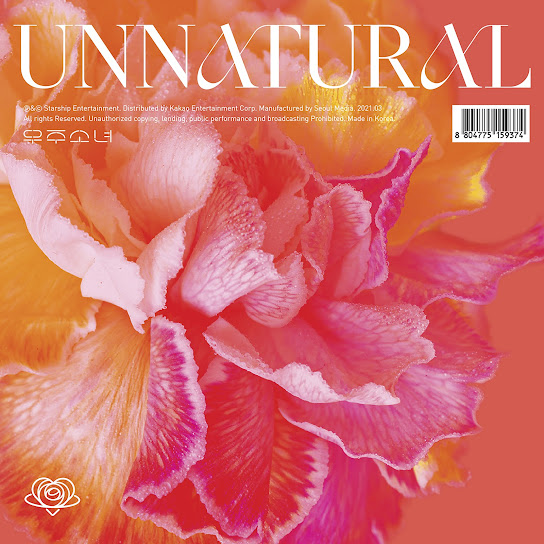 UNNATURAL
℗&© Starship Entertainment. Distributed by Kakao Entertainment Corp. Manufactured by Seoul Media. 2021.03.
All rights Reserved. Unauthorized copying, lending, public performance and broadcasting Prohibited. Made in Korea.
우주소녀
8 804775 159374